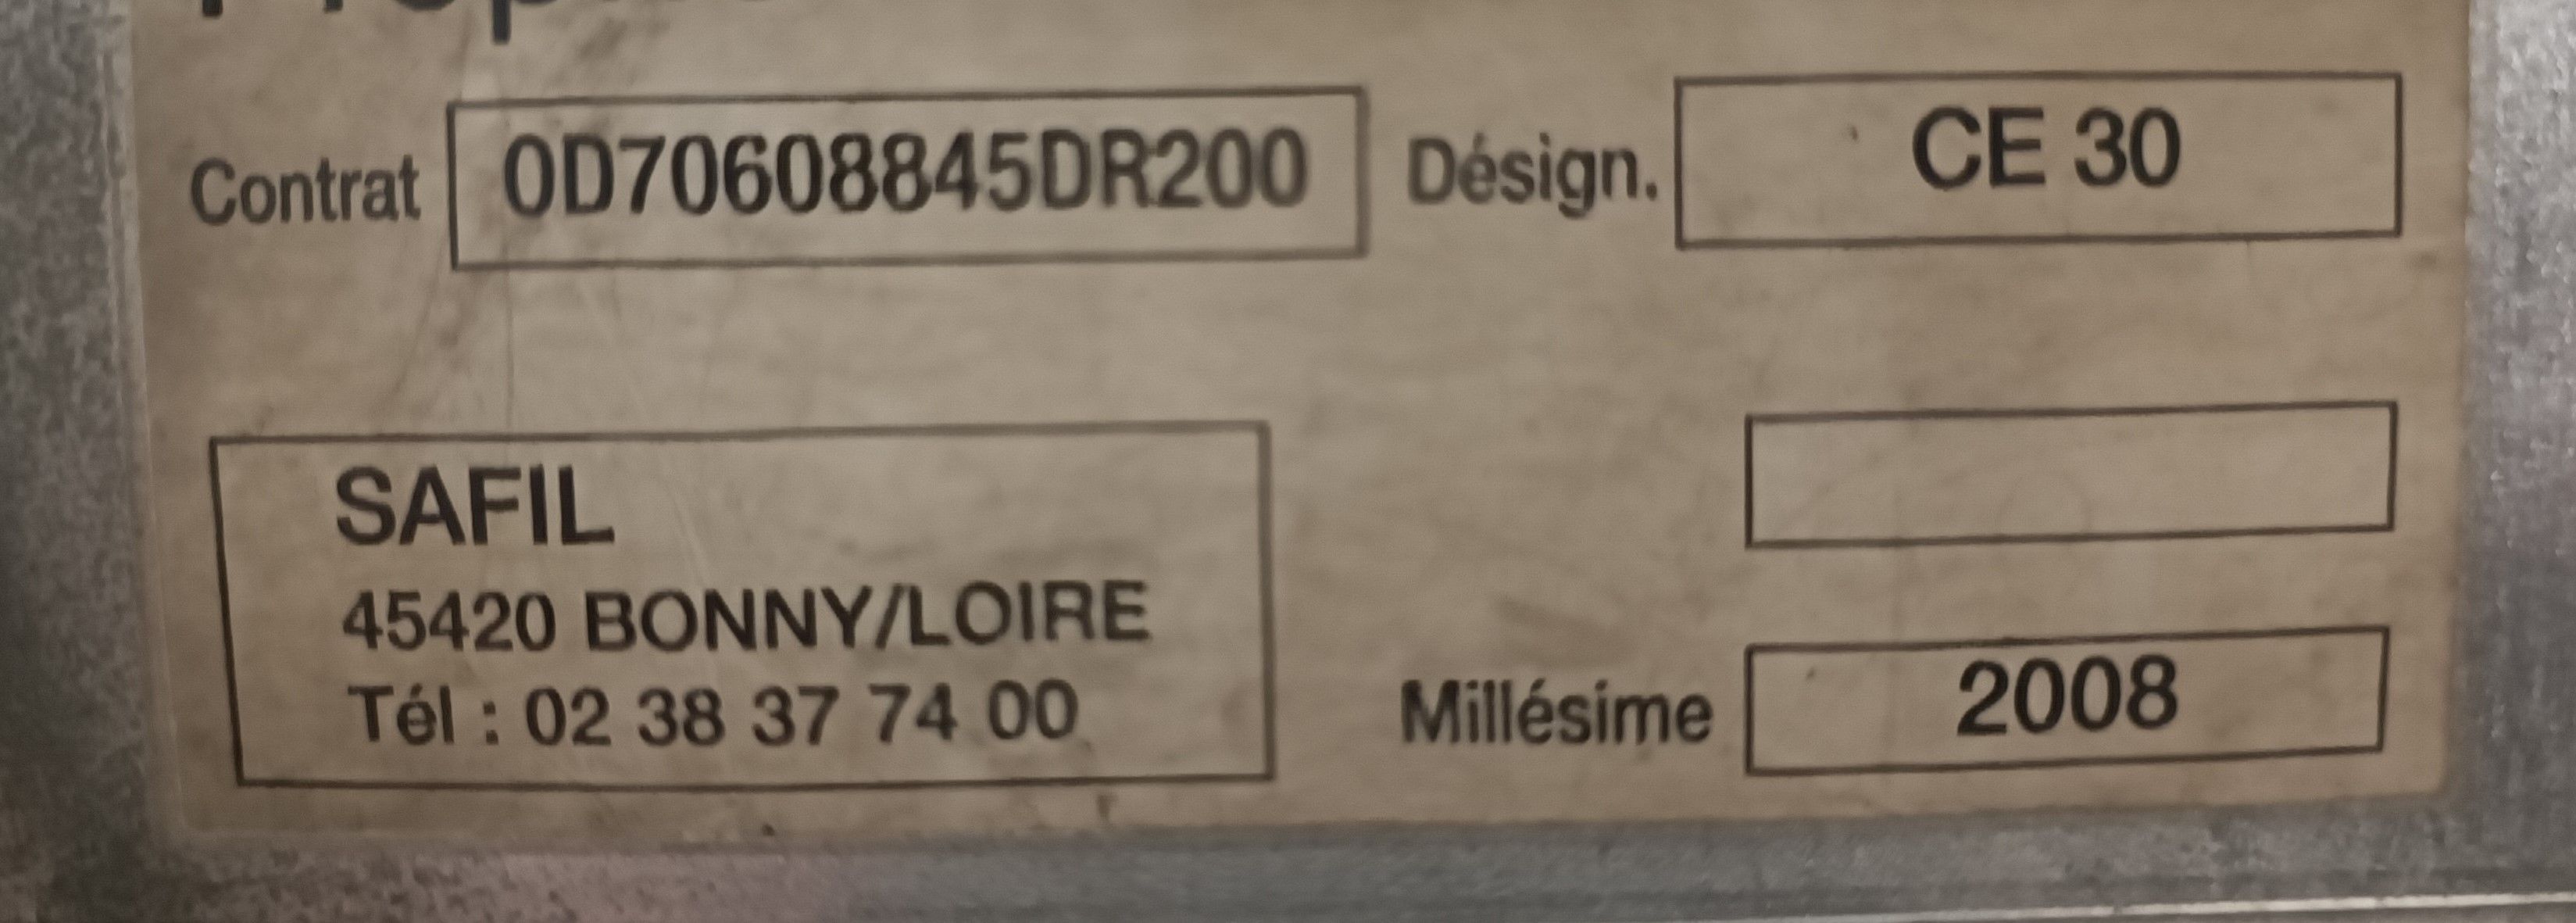 Contrat 0D70608845DR200 Désign. CE 30
SAFIL
45420 BONNY/LOIRE
Tél : 02 38 37 74 00
Millésime 2008